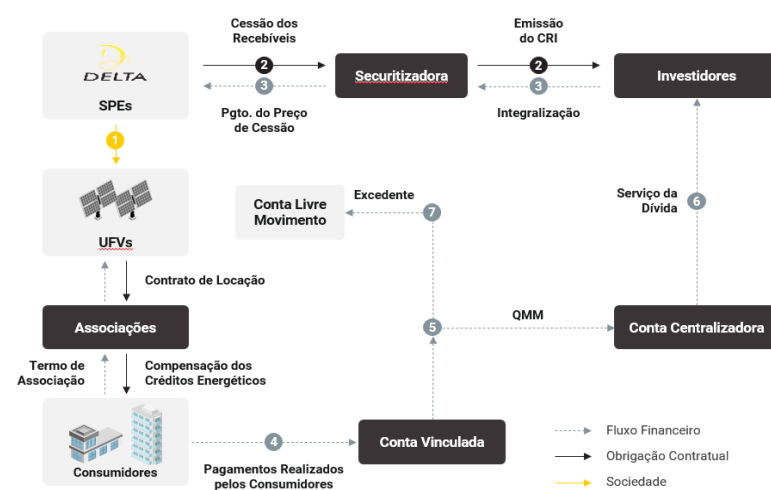 Cessão dos
Recebíveis
Emissão
do CRI
DELTA
SPEs
2
3
Securitizadora
2
3
Investidores
Pgto. do Preço
de Cessão
Integralização
1
UFVs
Conta Livre
Movimento
Excedente
7
Serviço da
Dívida
6
Contrato de Locação
Associações
5
QMM
Conta Centralizadora
Termo de
Associação
Compensação dos
Créditos Energéticos
Consumidores
4
Pagamentos Realizados
pelos Consumidores
Conta Vinculada
Fluxo Financeiro
Obrigação Contratual
Sociedade